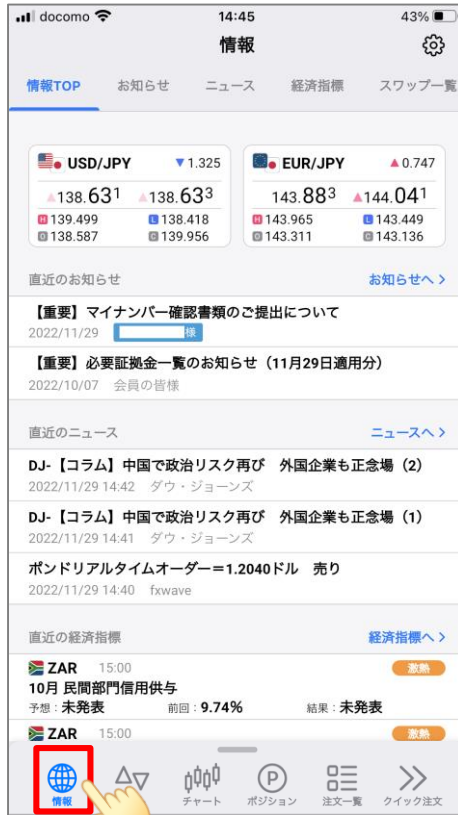 docomo 14:45 43%
情報
情報TOP お知らせ ニュース 経済指標 スワップ一覧
USD/JPY ▼1.325 EUR/JPY ▲0.747
▲138.631 ▲138.633 143.883 ▲144.041
H 139.499 L 138.418 H 143.965 L 143.449
O 138.587 C 139.956 O 143.311 C 143.136
直近のお知らせ お知らせへ >
【重要】マイナンバー確認書類のご提出について
2022/11/29 様
【重要】必要証拠金一覧のお知らせ(11月29日適用分)
2022/10/07 会員の皆様
直近のニュース ニュースへ >
DJ-【コラム】中国で政治リスク再び 外国企業も正念場(2)
2022/11/29 14:42 ダウ・ジョーンズ
DJ-【コラム】中国で政治リスク再び 外国企業も正念場(1)
2022/11/29 14:41 ダウ・ジョーンズ
ポンドリアルタイムオーダー=1.2040ドル 売り
2022/11/29 14:40 fxwave
直近の経済指標 経済指標へ >
ZAR 15:00 激熱
10月 民間部門信用供与
予想:未発表 前回:9.74% 結果:未発表
ZAR 15:00 激熱
情報 チャート P ポジション 注文一覧 クイック注文